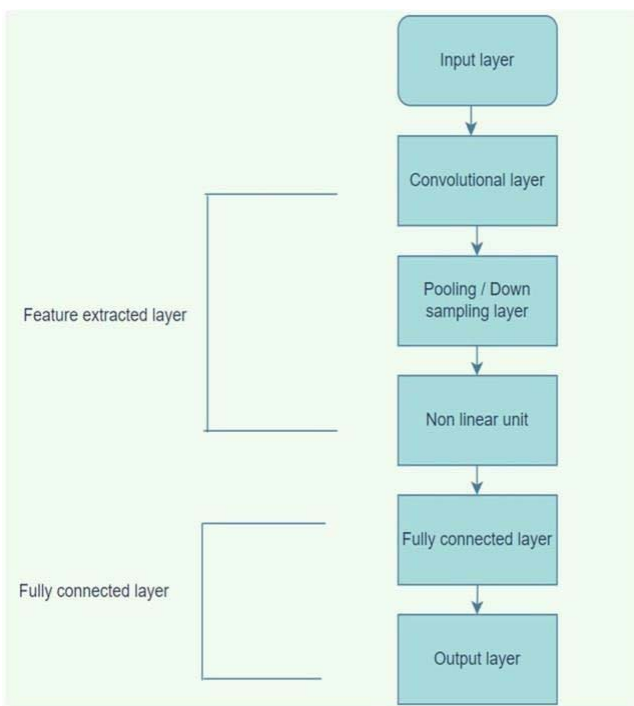 Input layer
Convolutional layer
Pooling / Down
sampling layer
Feature extracted layer
Non linear unit
Fully connected layer
Fully connected layer
Output layer